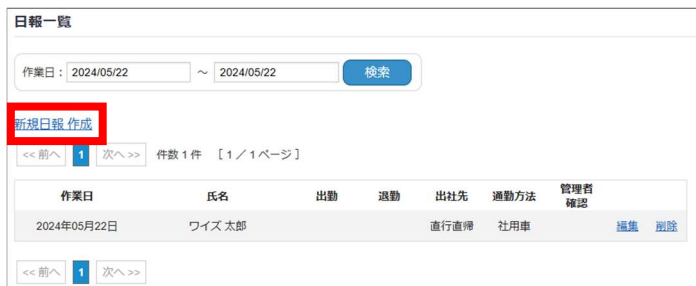 日報一覧
作業日： 2024/05/22 ～ 2024/05/22 検索
新規日報 作成
<< 前へ 1 次へ >> 件数 1 件 ［ 1 / 1 ページ ］
作業日 氏名 出勤 退勤 出社先 通勤方法 管理者
確認
2024年05月22日 ワイズ 太郎 直行直帰 社用車 編集 削除
<< 前へ 1 次へ >>